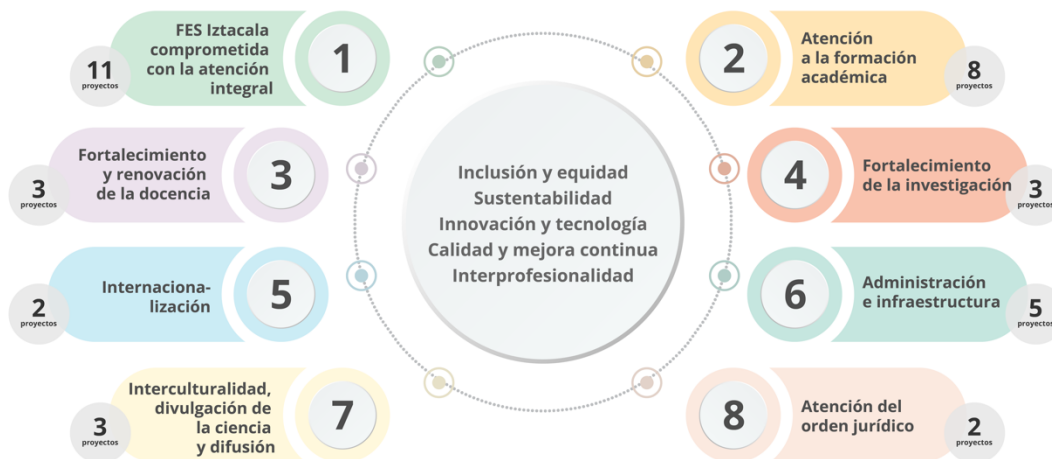 FES Iztacala
comprometida
con la atención
integral
1
11
proyectos
2
Atención
a la formación
académica
8
proyectos
Fortalecimiento
y renovación
de la docencia
3
3
proyectos
4
Fortalecimiento
de la investigación
3
proyectos
Inclusión y equidad
Sustentabilidad
Innovación y tecnología
Calidad y mejora continua
Interprofesionalidad
Internaciona-
lización
5
2
proyectos
6
Administración
e infraestructura
5
proyectos
Interculturalidad,
divulgación de
la ciencia
y difusión
7
3
proyectos
8
Atención del
orden jurídico
2
proyectos